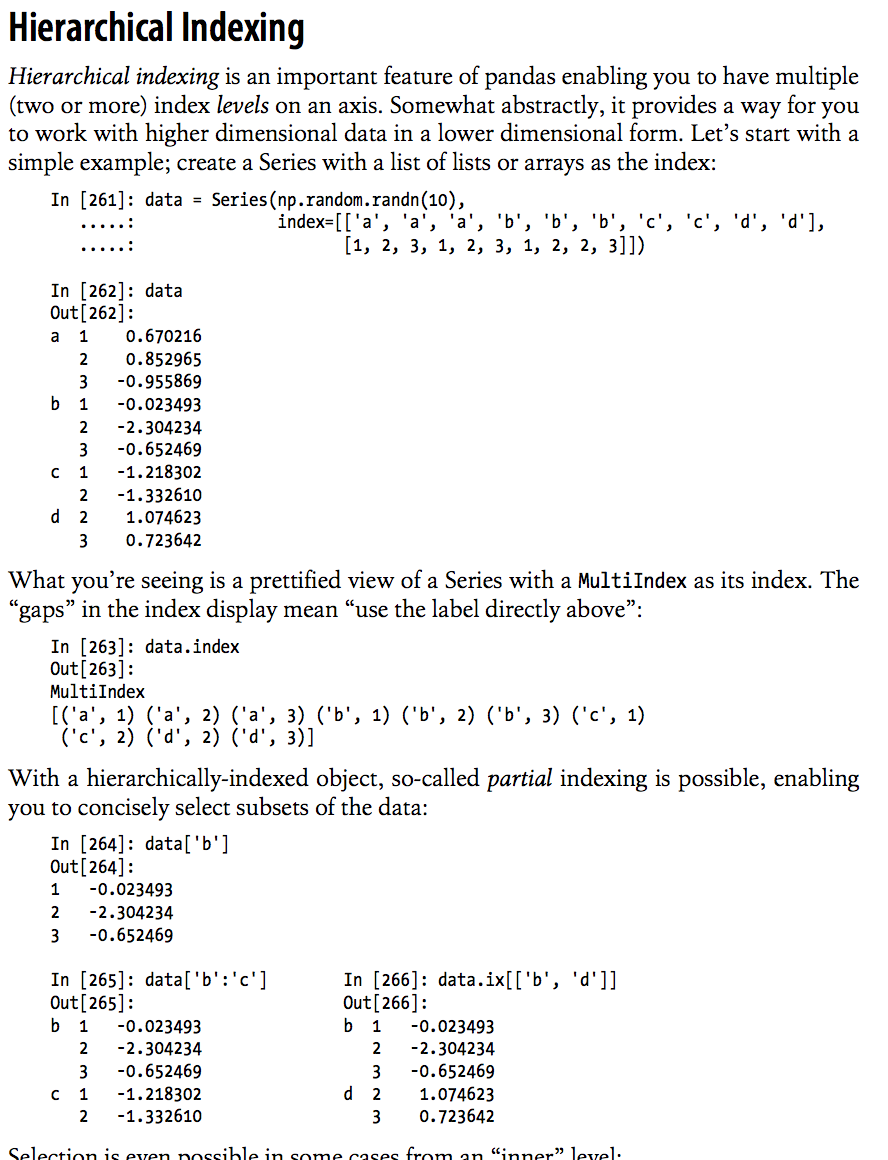 Hierarchical Indexing
Hierarchical indexing is an important feature of pandas enabling you to have multiple
(two or more) index levels on an axis. Somewhat abstractly, it provides a way for you
to work with higher dimensional data in a lower dimensional form. Let’s start with a
simple example; create a Series with a list of lists or arrays as the index:
In [261]: data = Series(np.random.randn(10),
.....:               index=[['a', 'a', 'a', 'b', 'b', 'b', 'c', 'c', 'd', 'd'],
.....:                      [1, 2, 3, 1, 2, 3, 1, 2, 2, 3]])
In [262]: data
Out[262]:
a  1    0.670216
   2    0.852965
   3   -0.955869
b  1   -0.023493
   2   -2.304234
   3   -0.652469
c  1   -1.218302
   2   -1.332610
d  2    1.074623
   3    0.723642
What you’re seeing is a prettified view of a Series with a MultiIndex as its index. The
“gaps” in the index display mean “use the label directly above”:
In [263]: data.index
Out[263]:
MultiIndex
[('a', 1) ('a', 2) ('a', 3) ('b', 1) ('b', 2) ('b', 3) ('c', 1)
 ('c', 2) ('d', 2) ('d', 3)]
With a hierarchically-indexed object, so-called partial indexing is possible, enabling
you to concisely select subsets of the data:
In [264]: data['b']
Out[264]:
1   -0.023493
2   -2.304234
3   -0.652469
In [265]: data['b':'c']
Out[265]:
b  1   -0.023493
   2   -2.304234
   3   -0.652469
c  1   -1.218302
   2   -1.332610
In [266]: data.ix[['b', 'd']]
Out[266]:
b  1   -0.023493
   2   -2.304234
   3   -0.652469
d  2    1.074623
   3    0.723642
Selection is even possible in some cases from an “inner” level: